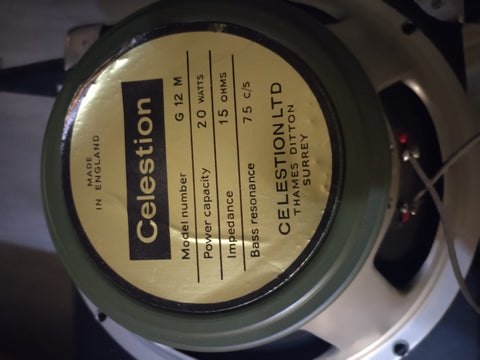 MADE
IN ENGLAND
Celestion
Model number G 12 M
Power capacity 20 WATTS
Impedance 15 OHMS
Bass resonance 75 C/S
CELESTION LTD
THAMES DITTON
SURREY